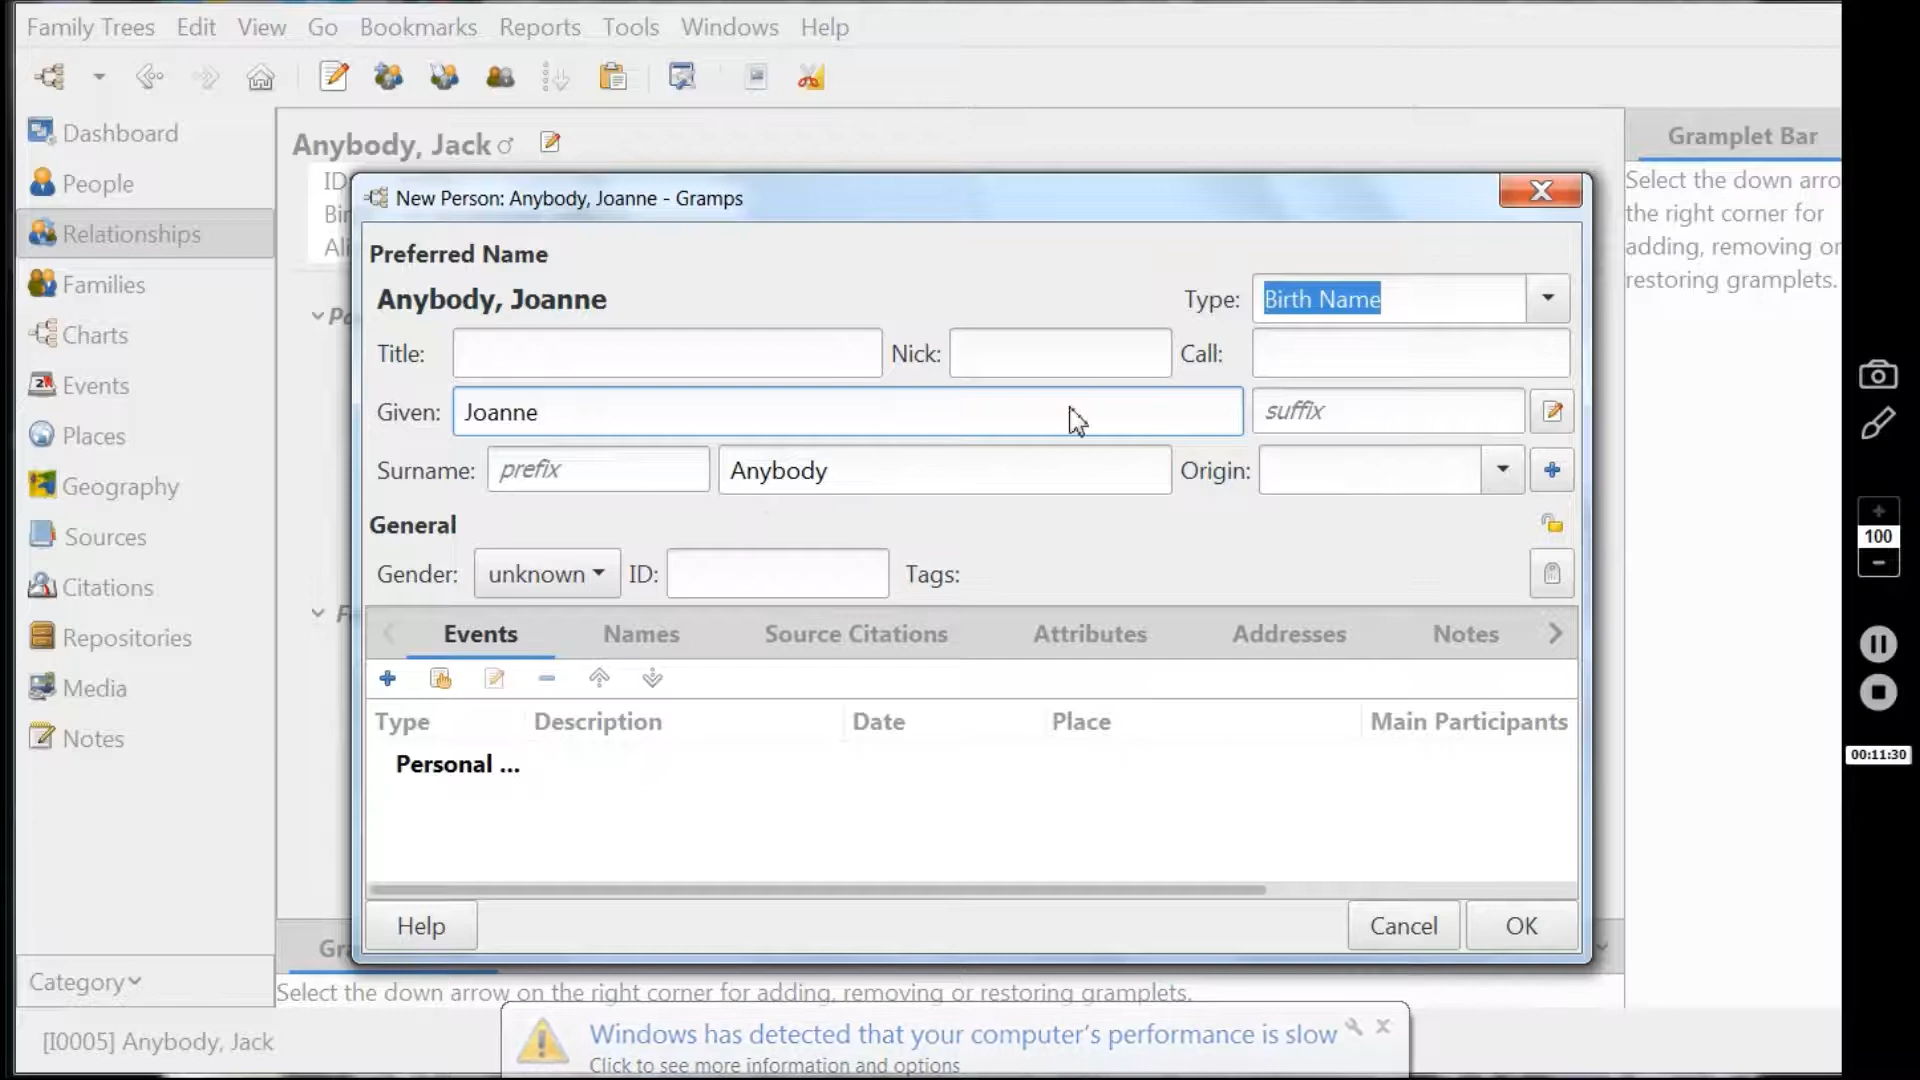 Family Trees Edit View Go Bookmarks Reports Tools Windows Help
Dashboard
People
Relationships
Families
Charts
Events
Places
Geography
Sources
Citations
Repositories
Media
Notes
Category
Anybody, Jack
ID
New Person: Anybody, Joanne - Gramps
Preferred Name
Anybody, Joanne
Type: Birth Name
Title: Nick: Call:
Given: Joanne suffix
Surname: prefix Anybody Origin:
General
Gender: unknown ID: Tags:
Events Names Source Citations Attributes Addresses Notes
Type Description Date Place Main Participants
Personal ...
Help Cancel OK
Gramplet Bar
Select the down arro
the right corner for
adding, removing or
restoring gramplets.
Select the down arrow on the right corner for adding, removing or restoring gramplets.
[I0005] Anybody, Jack
Windows has detected that your computer's performance is slow
Click to see more information and options
100
00:11:30